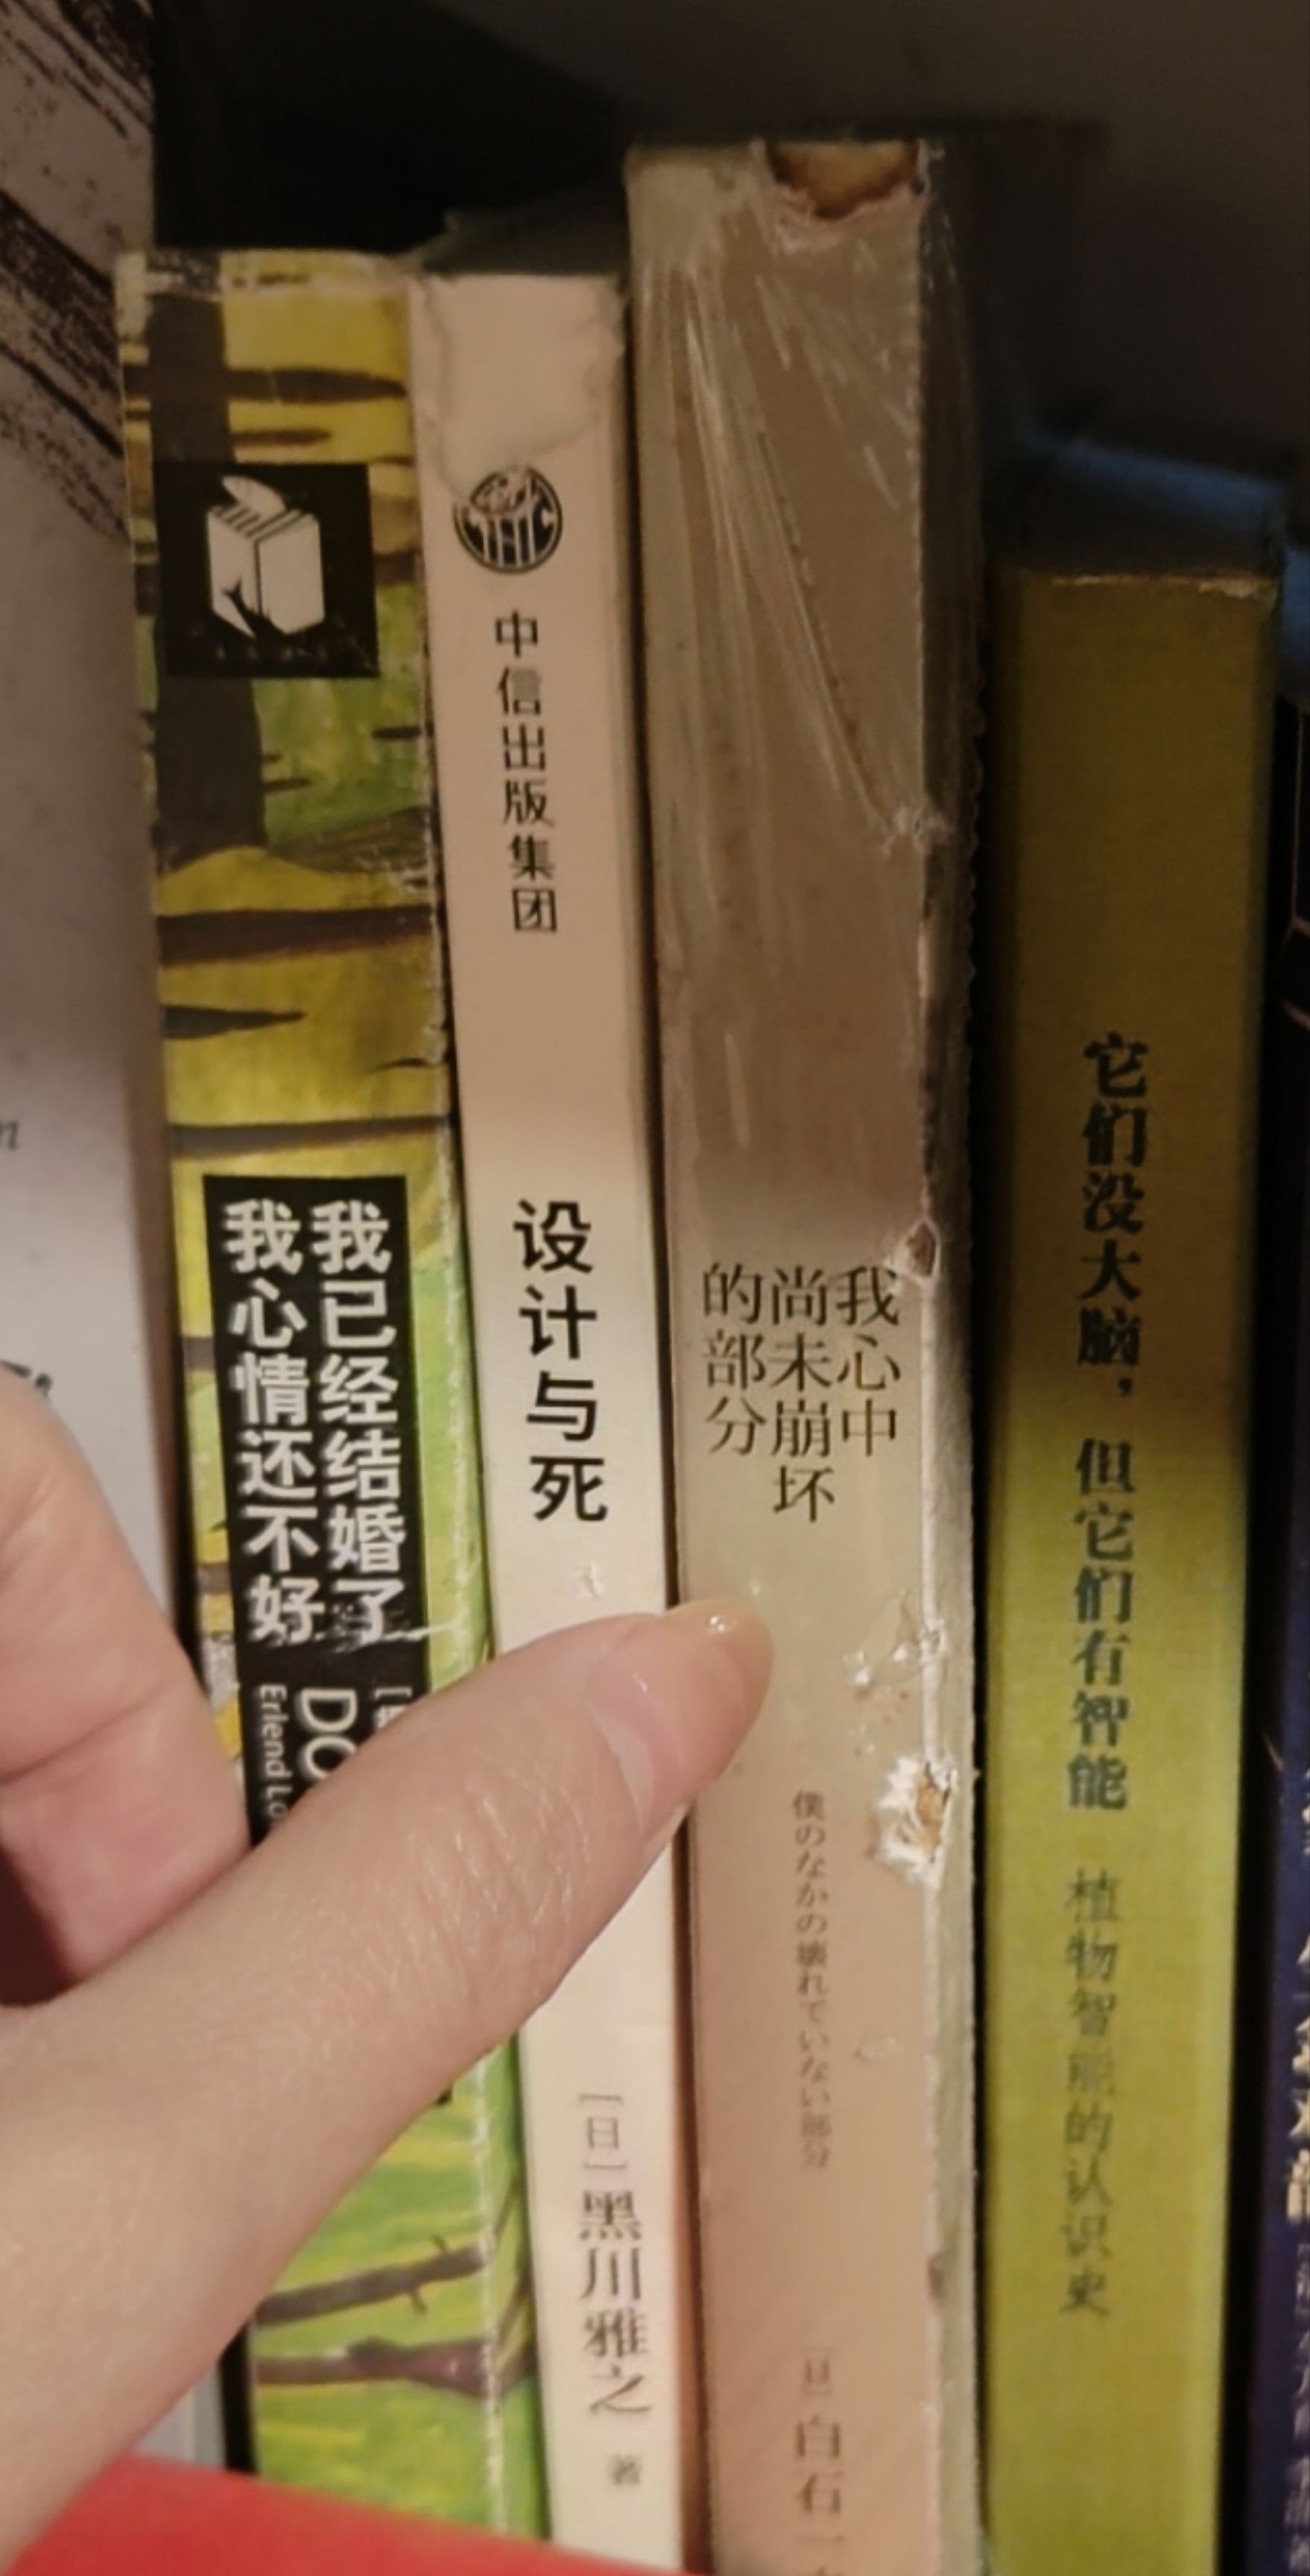 我已经结婚了
我心情还不好
DO
Erlend Lo
中信出版集团
设计与死
[日]
黑川雅之
著
我心中
尚未崩坏
的部分
僕のなかの壊れていない部分
[日]
白石一
它们没大脑，但它们有智能
植物智能的认识史